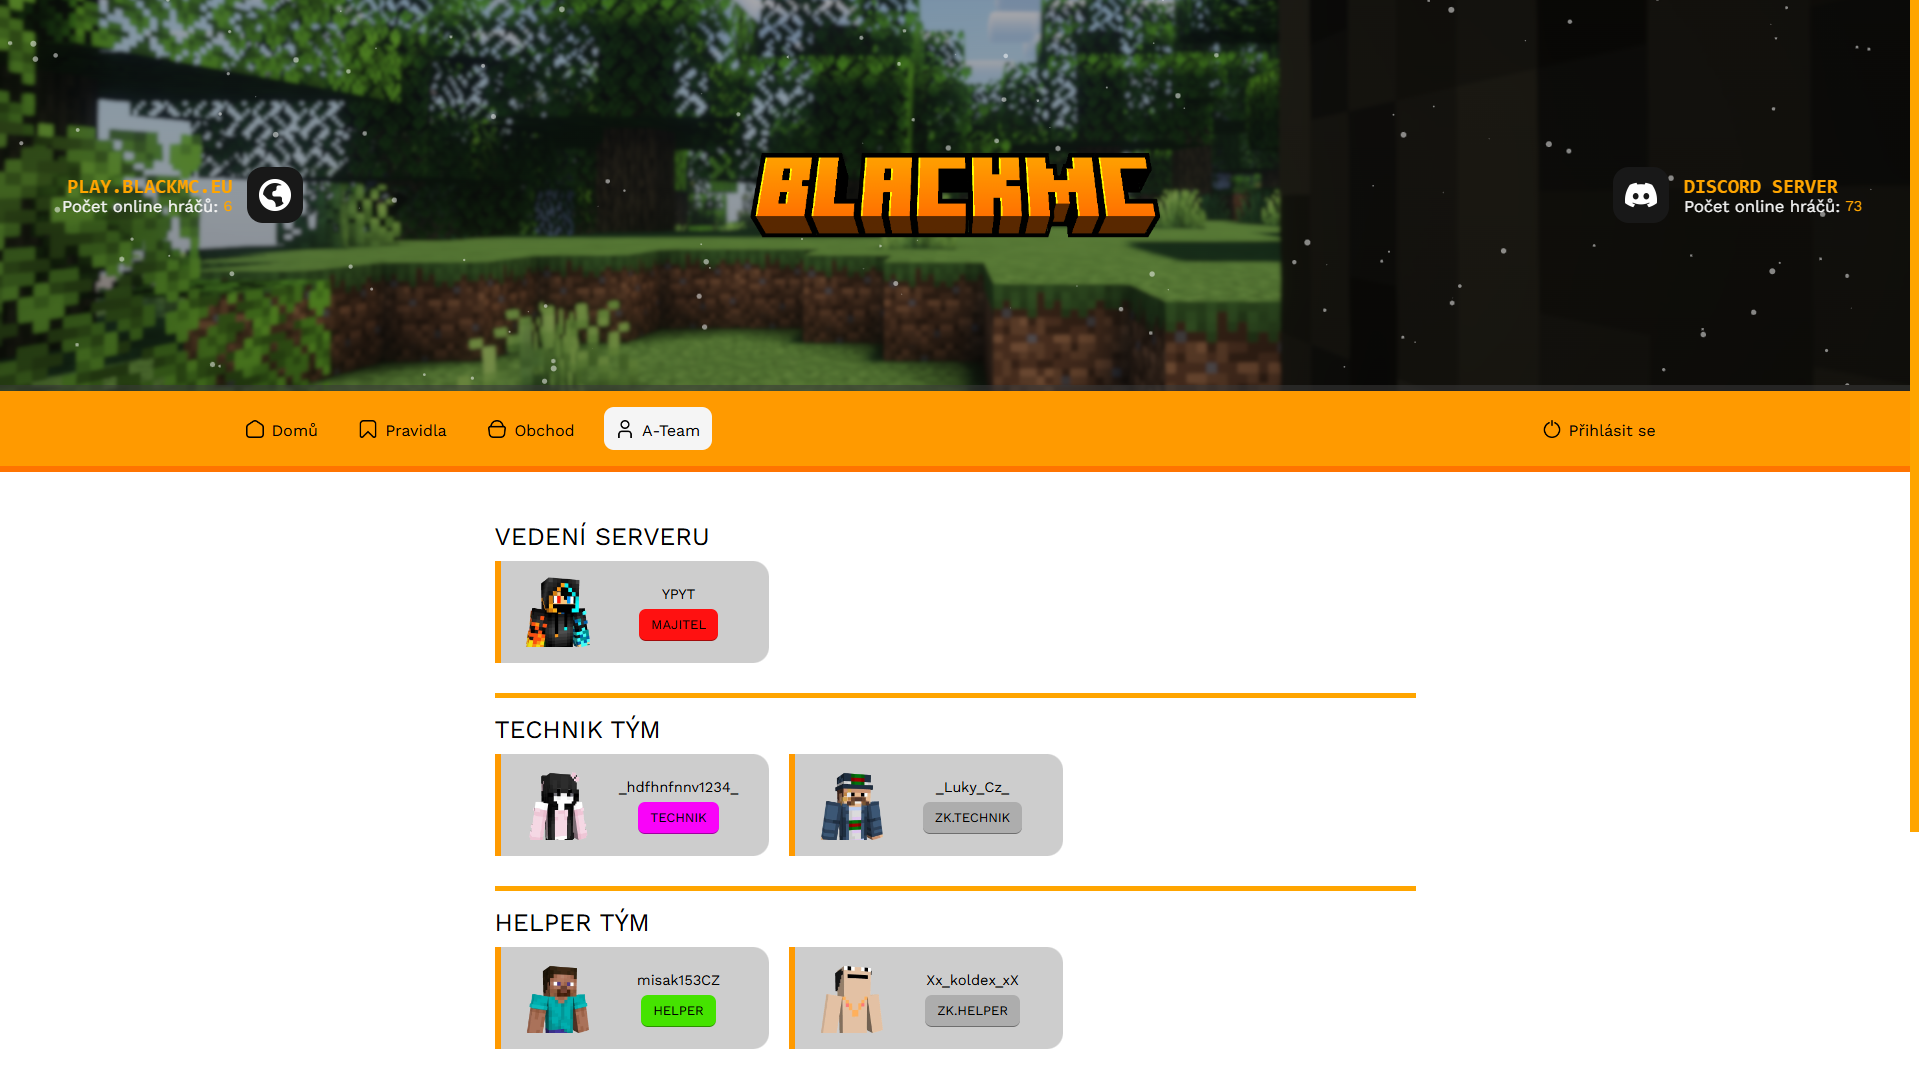 PLAY.BLACKMC.EU
Počet online hráčů: 6
BLACKMC
DISCORD SERVER
Počet online hráčů: 73
Domů
Pravidla
Obchod
A-Team
Přihlásit se
VEDENÍ SERVERU
YPYT
MAJITEL
TECHNIK TÝM
_hdfhnfnnv1234_
TECHNIK
_Luky_Cz_
ZK.TECHNIK
HELPER TÝM
misak153CZ
HELPER
Xx_koldex_xX
ZK.HELPER